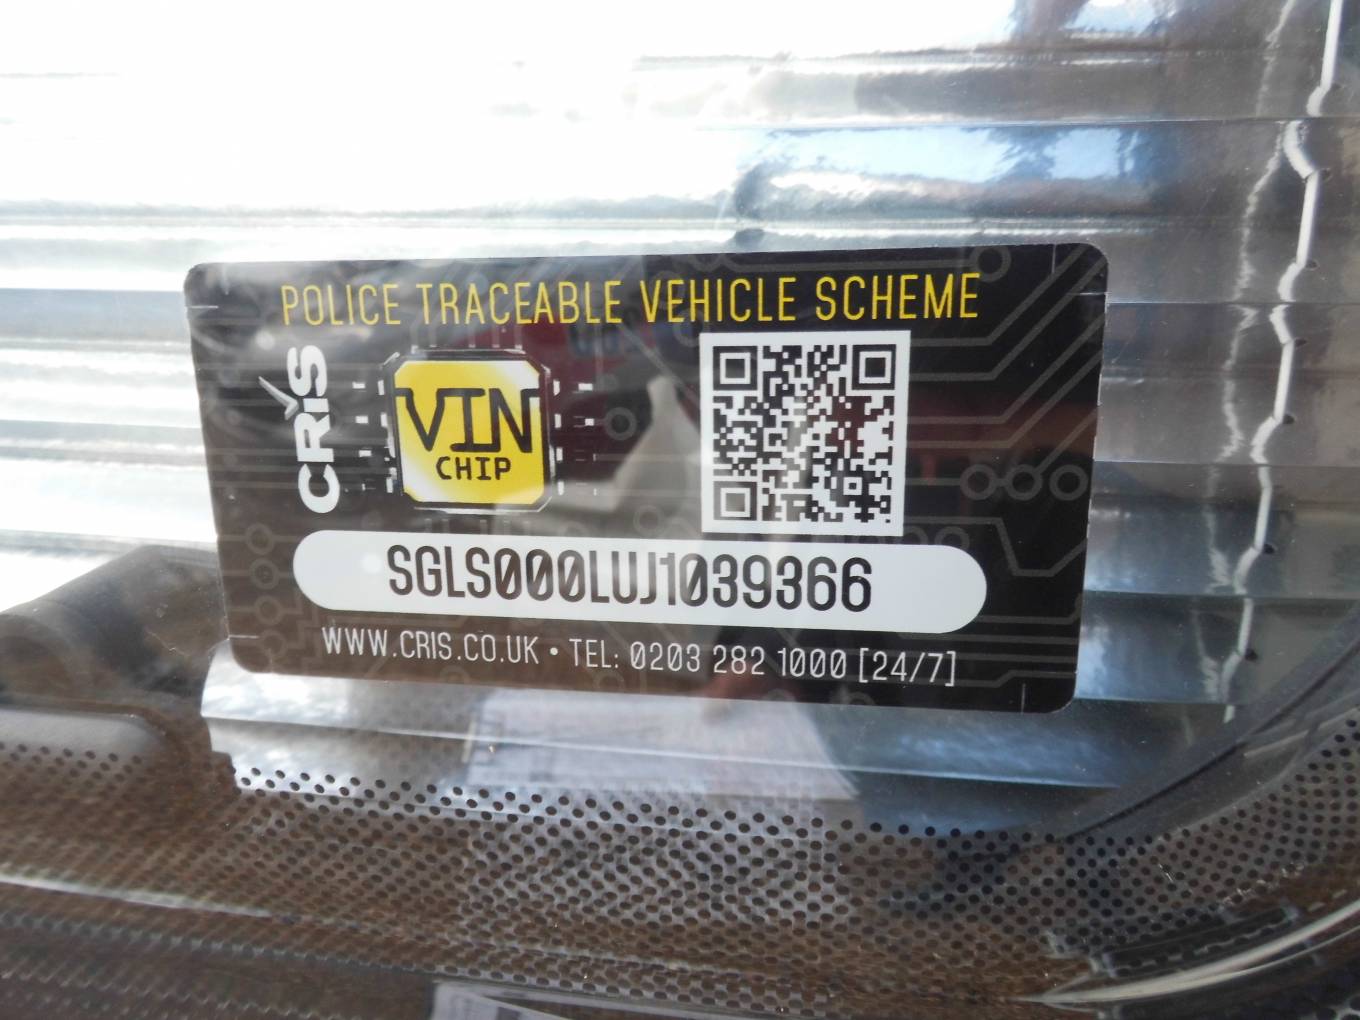 POLICE TRACEABLE VEHICLE SCHEME
CRiS
VIN
CHIP
SGLS000LUJ1039366
WWW.CRIS.CO.UK • TEL: 0203 282 1000 [24/7]